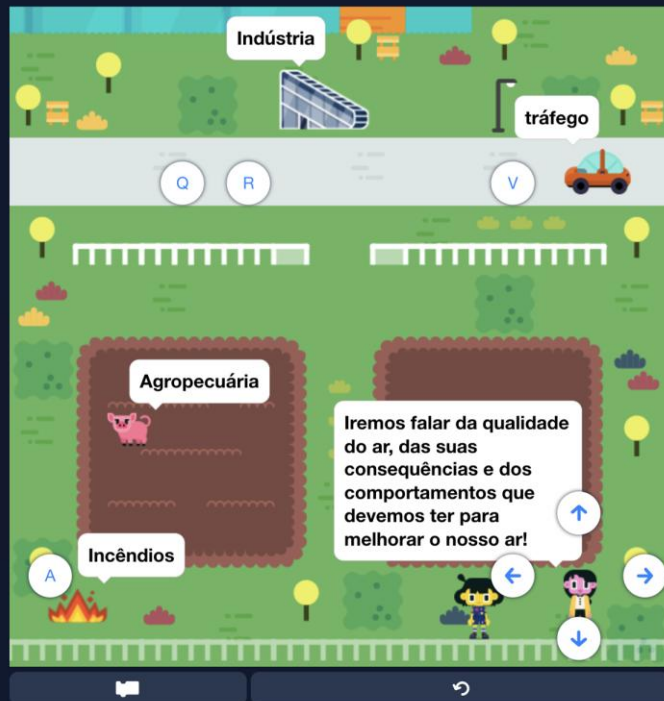 Indústria
tráfego
Q
R
V
Agropecuária
Iremos falar da qualidade
do ar, das suas
consequências e dos
comportamentos que
devemos ter para
melhorar o nosso ar!
Incêndios
A